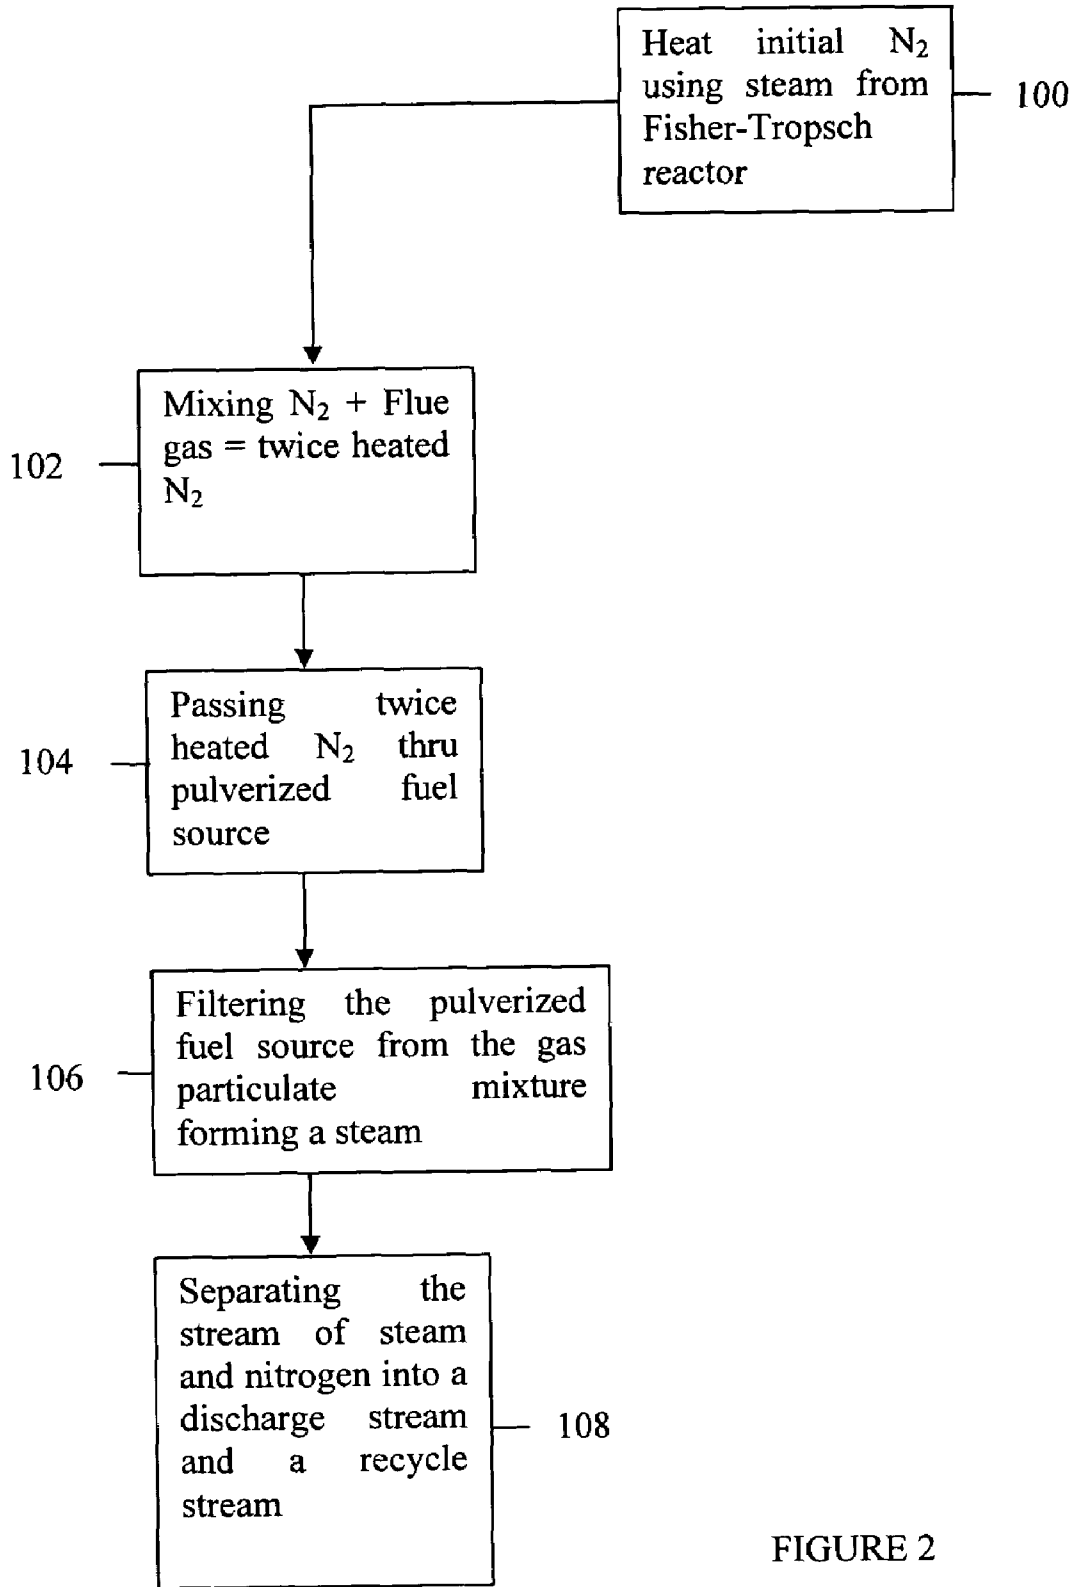 Heat initial N₂
using steam from
Fisher-Tropsch
reactor
100
Mixing N₂ + Flue
gas = twice heated
N₂
102
Passing twice
heated N₂ thru
pulverized fuel
source
104
Filtering the pulverized
fuel source from the gas
particulate mixture
forming a steam
106
Separating the
stream of steam
and nitrogen into a
discharge stream
and a recycle
stream
108
FIGURE 2